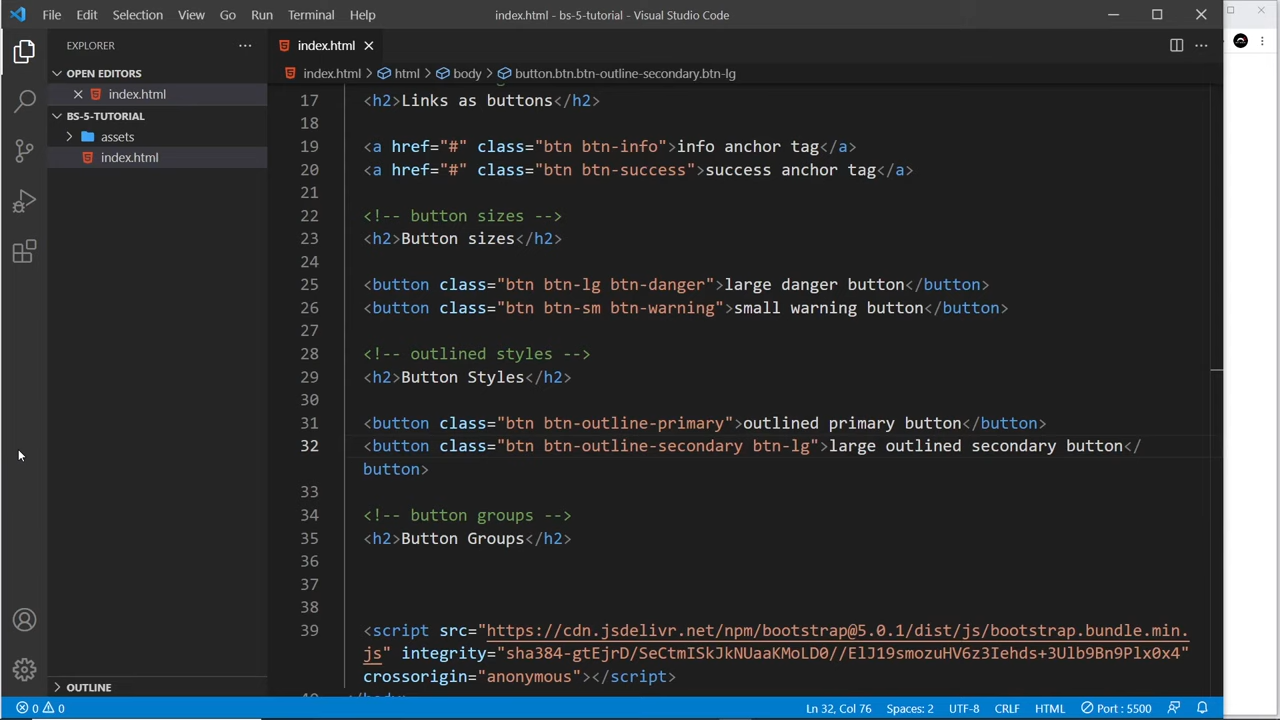 File Edit Selection View Go Run Terminal Help index.html - bs-5-tutorial - Visual Studio Code
EXPLORER
OPEN EDITORS
index.html
BS-5-TUTORIAL
assets
index.html
OUTLINE
index.html
index.html > html > body > button.btn.btn-outline-secondary.btn-lg
17 <h2>Links as buttons</h2>
18
19 <a href="#" class="btn btn-info">info anchor tag</a>
20 <a href="#" class="btn btn-success">success anchor tag</a>
21
22 <!-- button sizes -->
23 <h2>Button sizes</h2>
24
25 <button class="btn btn-lg btn-danger">large danger button</button>
26 <button class="btn btn-sm btn-warning">small warning button</button>
27
28 <!-- outlined styles -->
29 <h2>Button Styles</h2>
30
31 <button class="btn btn-outline-primary">outlined primary button</button>
32 <button class="btn btn-outline-secondary btn-lg">large outlined secondary button</
button>
33
34 <!-- button groups -->
35 <h2>Button Groups</h2>
36
37
38
39 <script src="https://cdn.jsdelivr.net/npm/bootstrap@5.0.1/dist/js/bootstrap.bundle.min.
js" integrity="sha384-gtEjrD/SeCtmISkJkNUaaKMoLD0//ElJ19smozuHV6z3Iehds+3Ulb9Bn9Plx0x4"
crossorigin="anonymous"></script>
0 0 Ln 32, Col 76 Spaces: 2 UTF-8 CRLF HTML Port : 5500